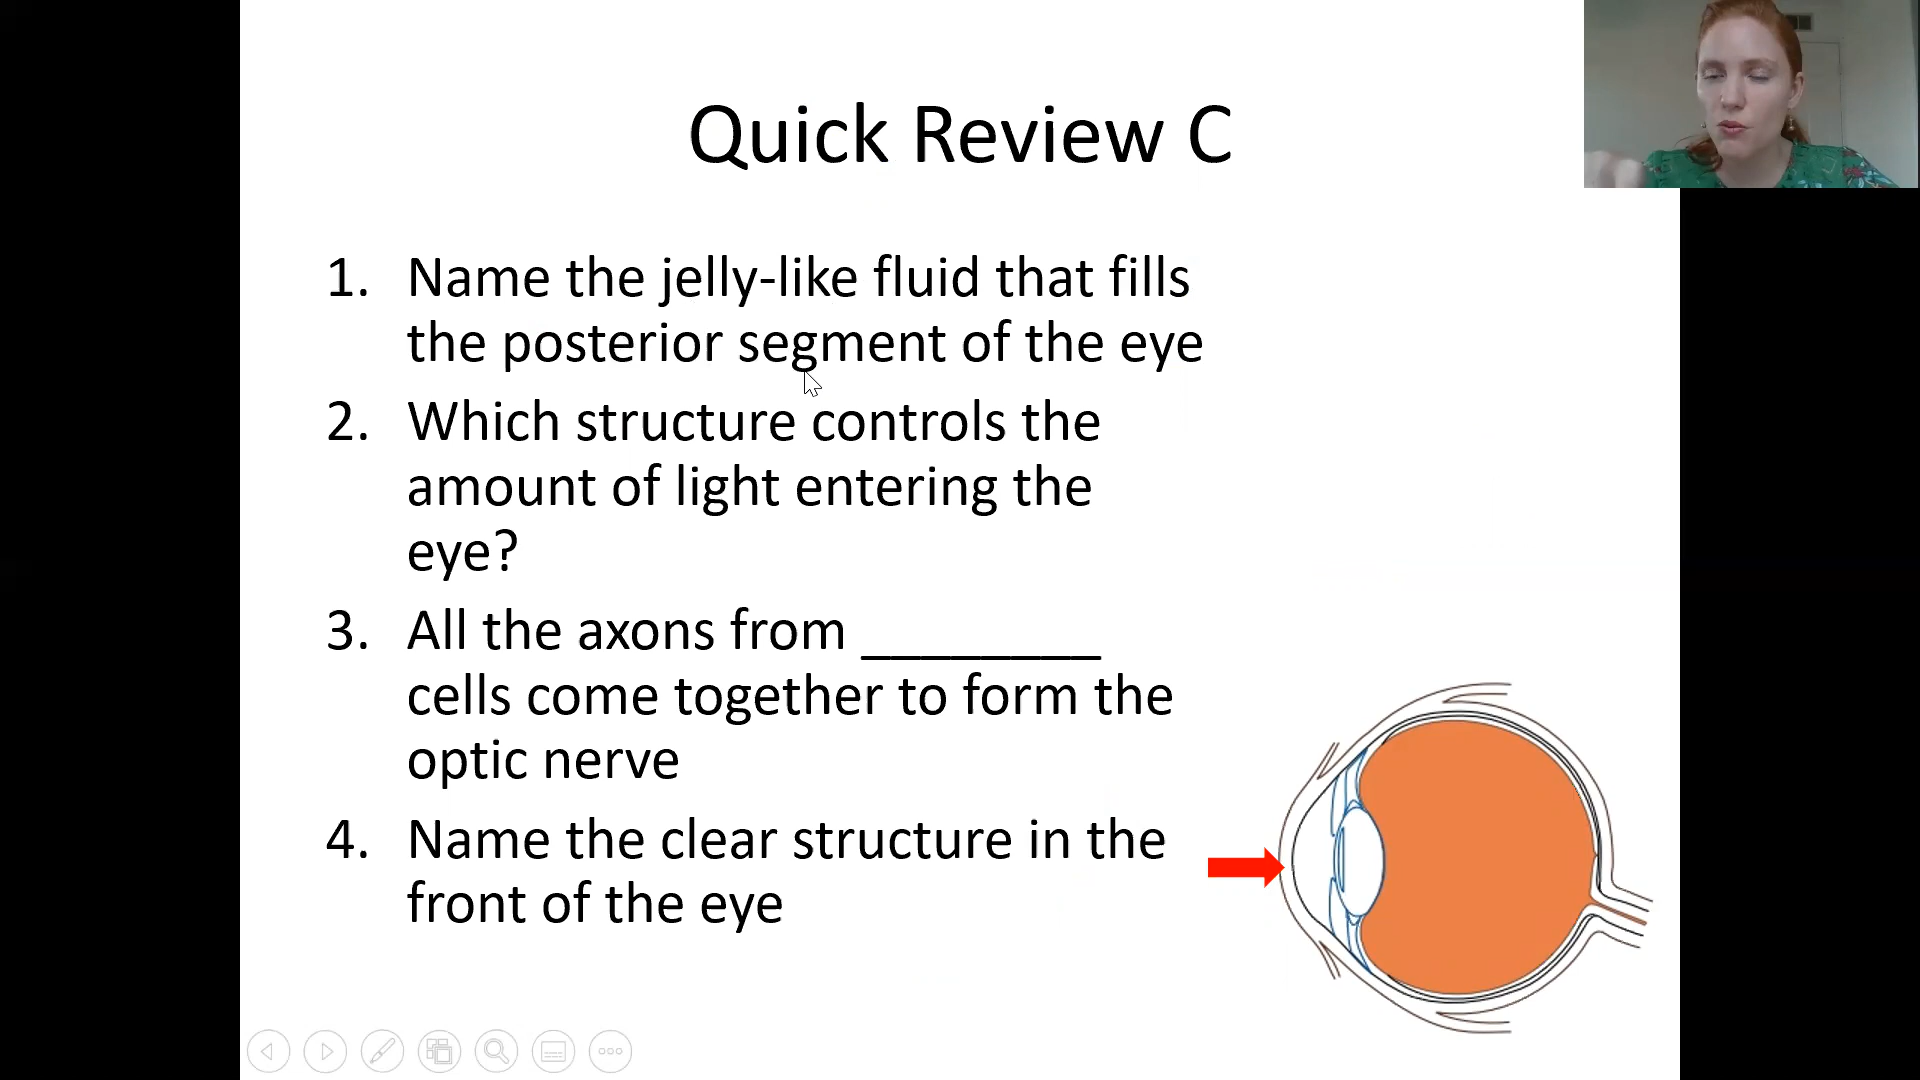 Quick Review C
1. Name the jelly-like fluid that fills
the posterior segment of the eye
2. Which structure controls the
amount of light entering the
eye?
3. All the axons from ________
cells come together to form the
optic nerve
4. Name the clear structure in the
front of the eye